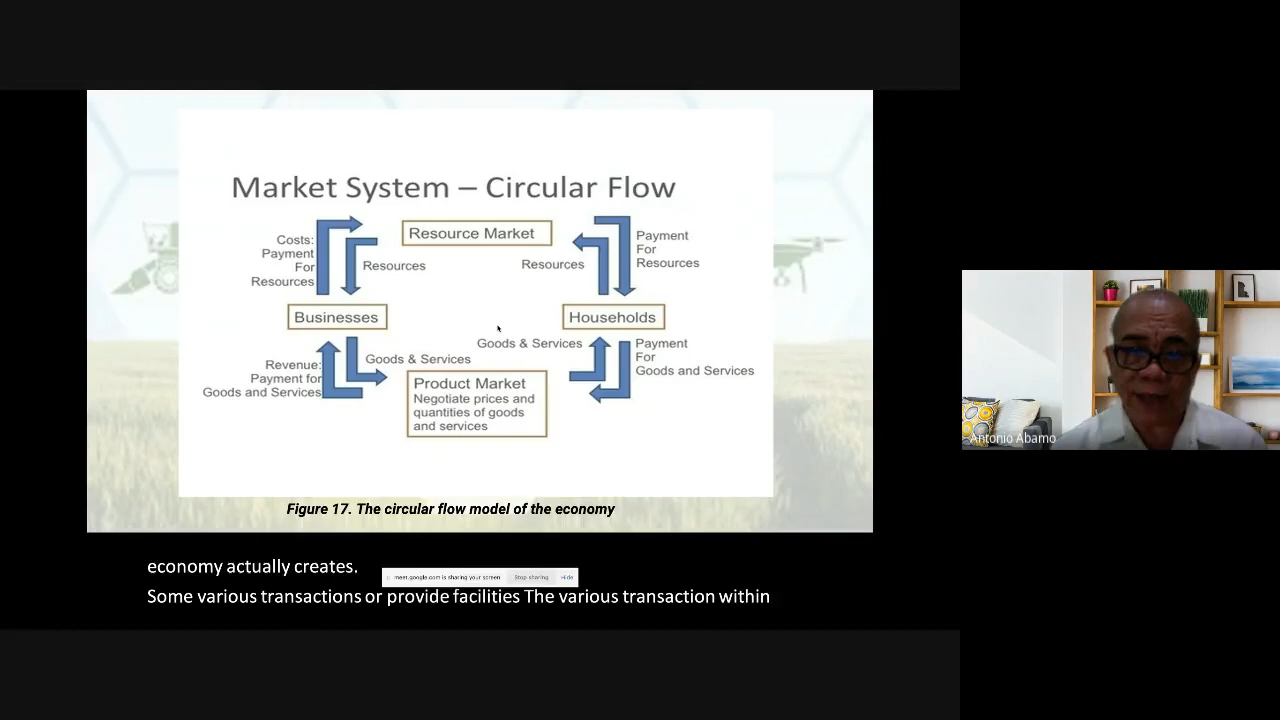 Market System – Circular Flow
Resource Market
Costs:
Payment
For
Resources
Resources
Resources
Payment
For
Resources
Businesses
Households
Revenue:
Payment for
Goods and Services
Goods & Services
Product Market
Negotiate prices and
quantities of goods
and services
Goods & Services
Payment
For
Goods and Services
Figure 17. The circular flow model of the economy
Antonio Abamo
economy actually creates.
meet.google.com is sharing your screen
Stop sharing
Hide
Some various transactions or provide facilities The various transaction within